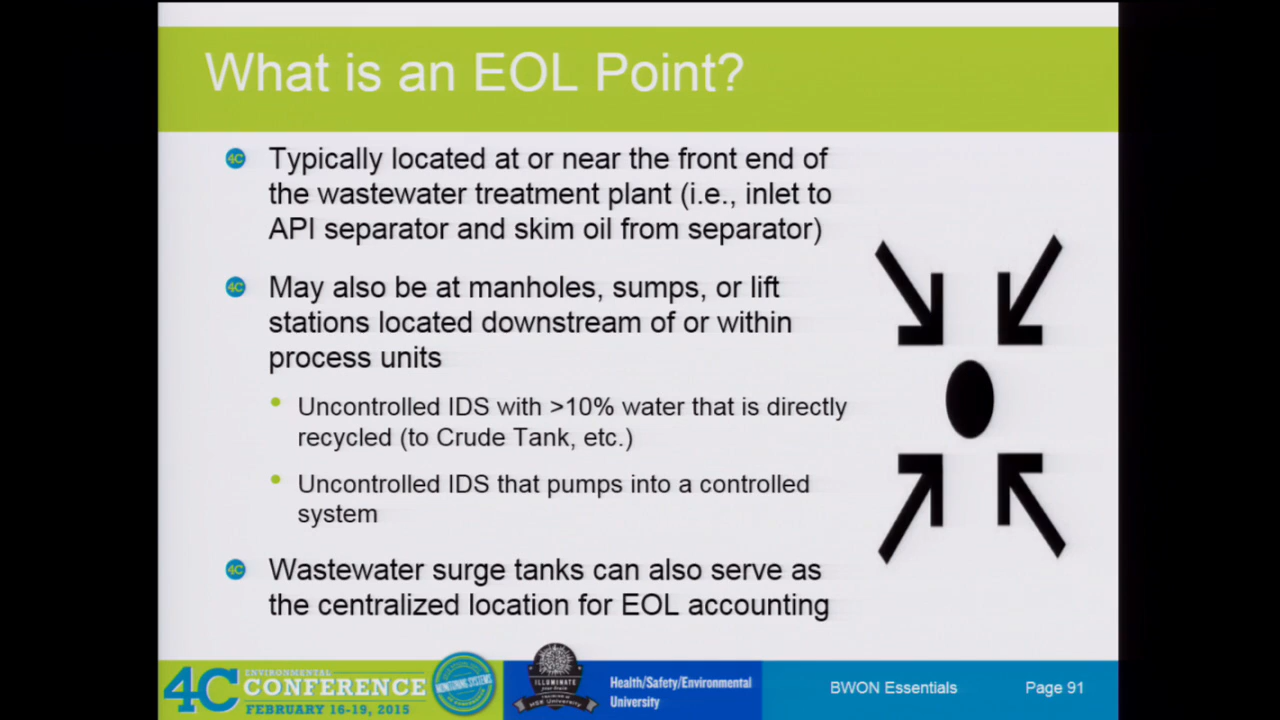 What is an EOL Point?
Typically located at or near the front end of
the wastewater treatment plant (i.e., inlet to
API separator and skim oil from separator)
May also be at manholes, sumps, or lift
stations located downstream of or within
process units
Uncontrolled IDS with >10% water that is directly
recycled (to Crude Tank, etc.)
Uncontrolled IDS that pumps into a controlled
system
Wastewater surge tanks can also serve as
the centralized location for EOL accounting
4C ENVIRONMENTAL
CONFERENCE
FEBRUARY 16-19, 2015
ILLUMINATE
Health/Safety/Environmental
University
BWON Essentials
Page 91